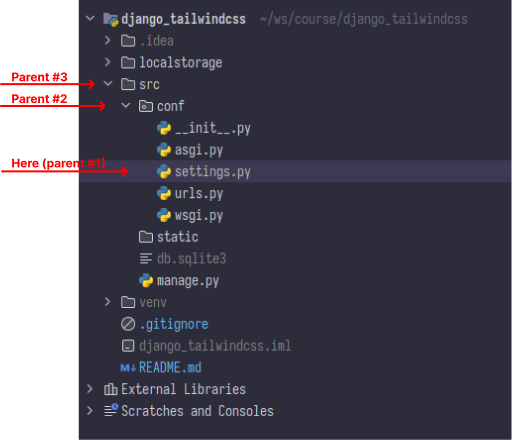 django_tailwindcss ~/ws/course/django_tailwindcss
.idea
localstorage
Parent #3 src
Parent #2 conf
__init__.py
asgi.py
Here (parent #1) settings.py
urls.py
wsgi.py
static
db.sqlite3
manage.py
venv
.gitignore
django_tailwindcss.iml
M↓ README.md
External Libraries
Scratches and Consoles